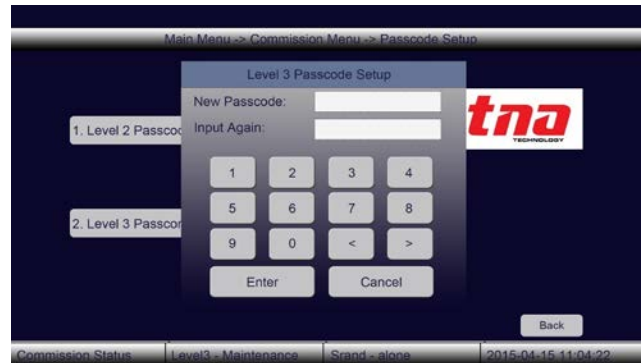 Main Menu -> Commission Menu -> Passcode Setup
Level 3 Passcode Setup
New Passcode:
Input Again:
tna
TECHNOLOGY
1. Level 2 Passcod
1 2 3 4
5 6 7 8
2. Level 3 Passcor
9 0 < >
Enter Cancel
Back
Commission Status Level3 - Maintenance Srand - alone 2015-04-15 11:04:22